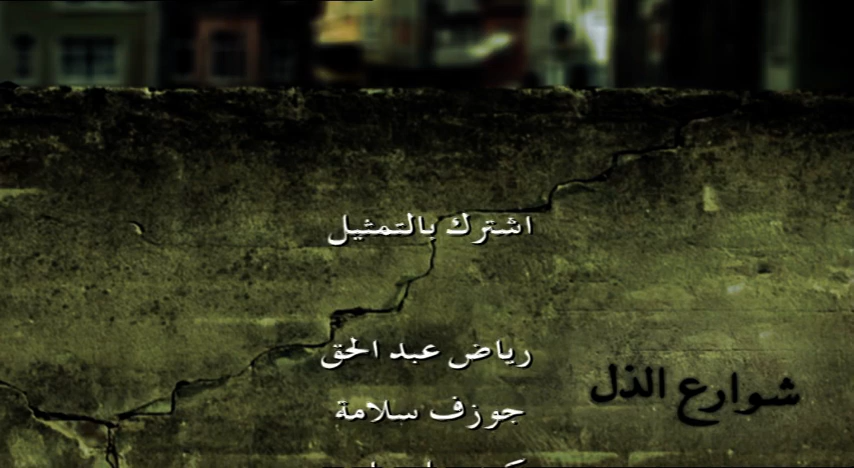 اشترك بالتمثيل
رياض عبد الحق
جوزف سلامة
شوارع الذل